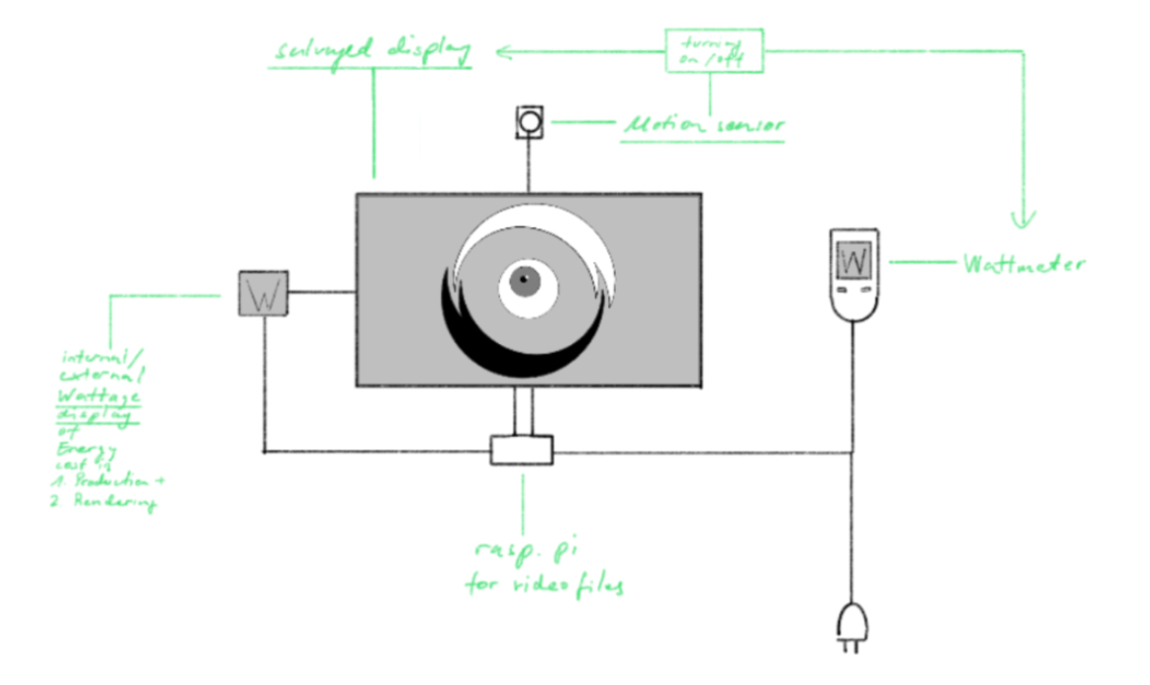 salvaged display
turning
on/off
Motion sensor
W
Wattmeter
W
internal/
external
Wattage
display
of
Energy
cost in
1. Production +
2. Rendering
rasp. pi
for video files